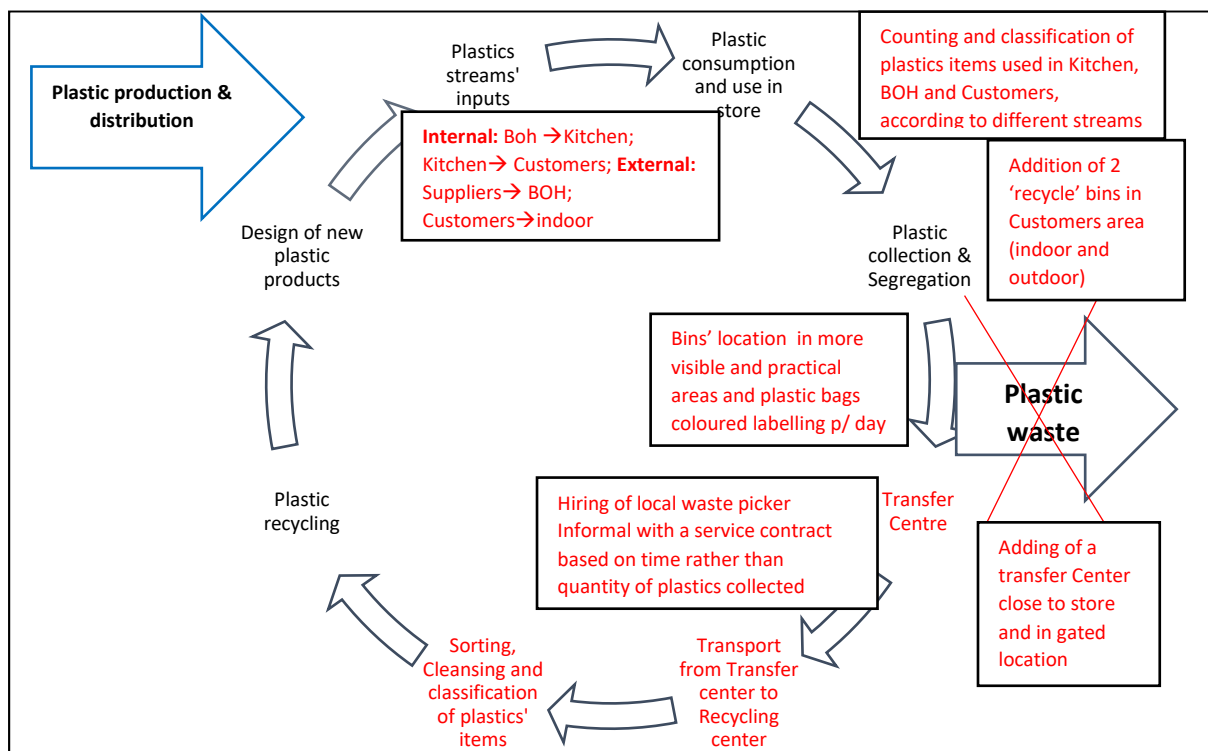 Plastic production &
distribution
Plastics
streams'
inputs
Plastic
consumption
and use in
store
Counting and classification of
plastics items used in Kitchen,
BOH and Customers,
according to different streams
Internal: Boh →Kitchen;
Kitchen→ Customers; External:
Suppliers→ BOH;
Customers→indoor
Addition of 2
‘recycle’ bins in
Customers area
(indoor and
outdoor)
Design of new
plastic
products
Plastic
collection &
Segregation
Bins’ location in more
visible and practical
areas and plastic bags
coloured labelling p/ day
Plastic
waste
Plastic
recycling
Hiring of local waste picker
Informal with a service contract
based on time rather than
quantity of plastics collected
Transfer
Centre
Adding of a
transfer Center
close to store
and in gated
location
Sorting,
Cleansing and
classification
of plastics'
items
Transport
from Transfer
center to
Recycling
center